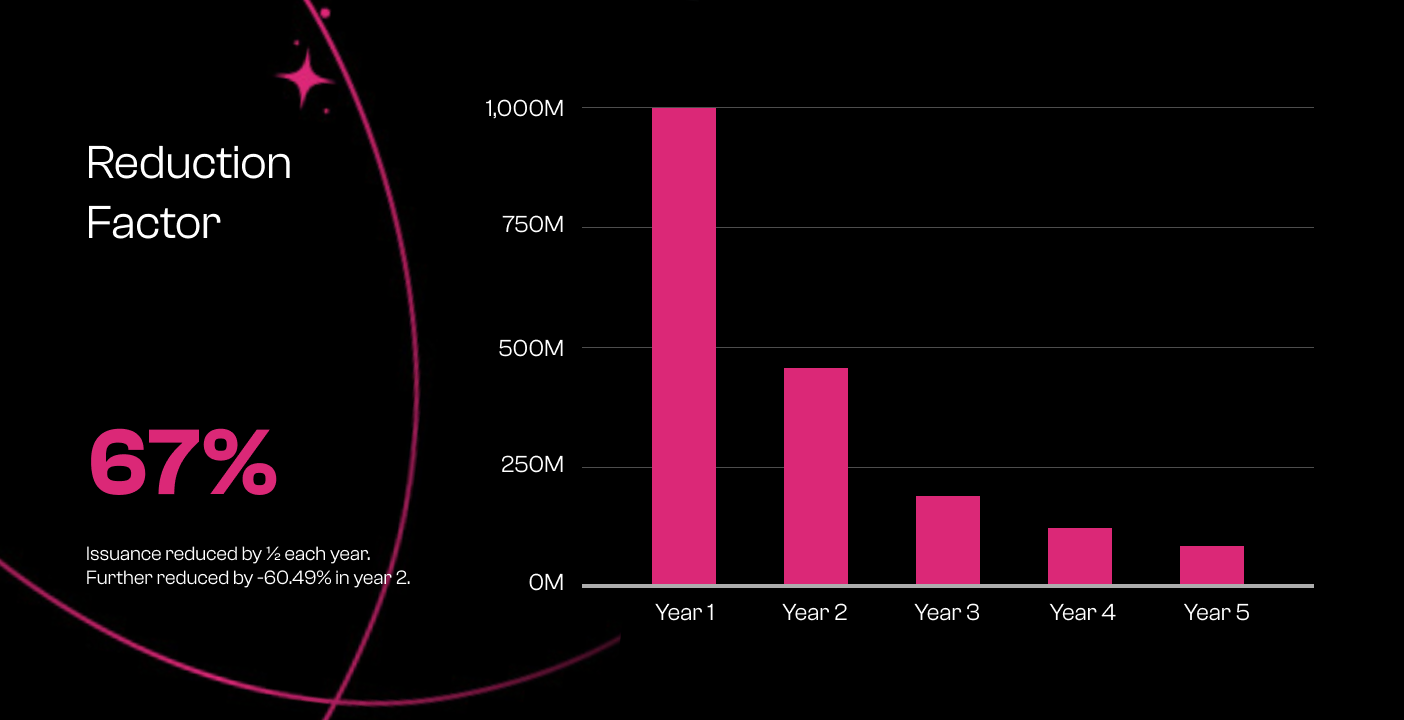 Reduction
Factor
67%
Issuance reduced by ½ each year.
Further reduced by -60.49% in year 2.
1,000M
750M
500M
250M
0M
Year 1
Year 2
Year 3
Year 4
Year 5